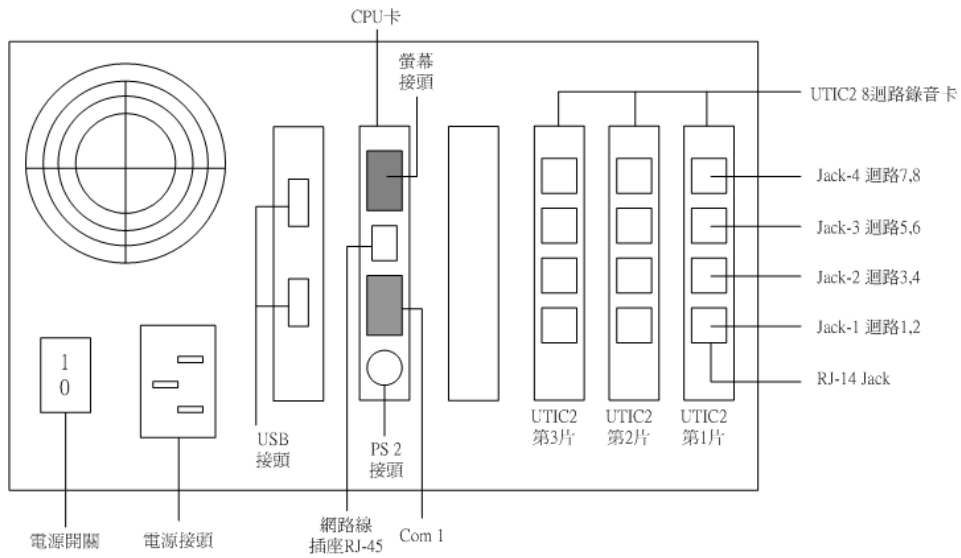 CPU卡
螢幕
接頭
UTIC2 8迴路錄音卡
Jack-4 迴路7,8
Jack-3 迴路5,6
Jack-2 迴路3,4
Jack-1 迴路1,2
RJ-14 Jack
1
0
UTIC2
第3片
UTIC2
第2片
UTIC2
第1片
USB
接頭
PS 2
接頭
電源開關
電源接頭
網路線
插座RJ-45
Com 1